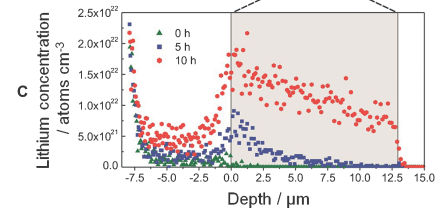 C
Lithium concentration
/ atoms cm-3
2.5x10²²
2.0x10²²
1.5x10²²
1.0x10²²
5.0x10²¹
0.0
0 h
5 h
10 h
-7.5 -5.0 -2.5 0.0 2.5 5.0 7.5 10.0 12.5 15.0
Depth / µm